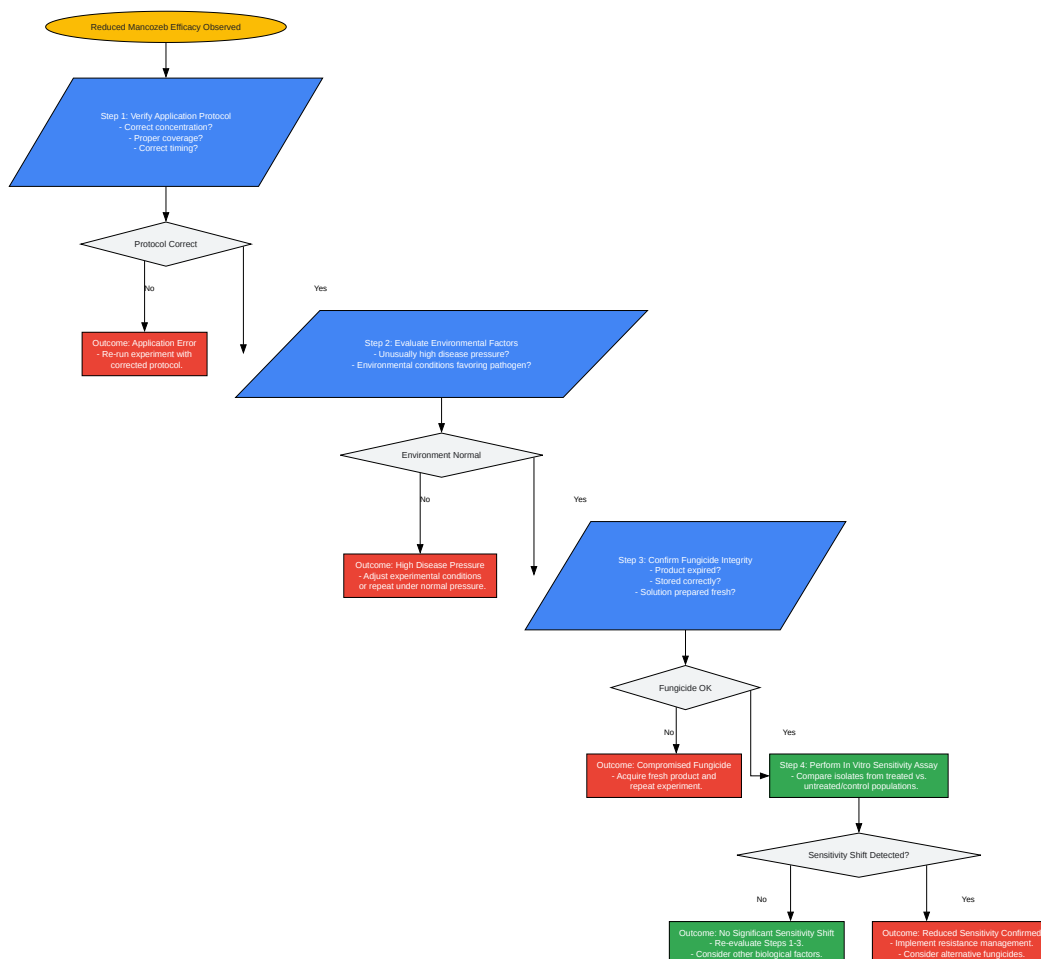 Reduced Mancozeb Efficacy Observed
Step 1: Verify Application Protocol
- Correct concentration?
- Proper coverage?
- Correct timing?
Protocol Correct
No
Yes
Outcome: Application Error
- Re-run experiment with
corrected protocol.
Step 2: Evaluate Environmental Factors
- Unusually high disease pressure?
- Environmental conditions favoring pathogen?
Environment Normal
No
Yes
Outcome: High Disease Pressure
- Adjust experimental conditions
or repeat under normal pressure.
Step 3: Confirm Fungicide Integrity
- Product expired?
- Stored correctly?
- Solution prepared fresh?
Fungicide OK
No
Yes
Outcome: Compromised Fungicide
- Acquire fresh product and
repeat experiment.
Step 4: Perform In Vitro Sensitivity Assay
- Compare isolates from treated vs.
untreated/control populations.
Sensitivity Shift Detected?
No
Yes
Outcome: No Significant Sensitivity Shift
- Re-evaluate Steps 1-3.
- Consider other biological factors.
Outcome: Reduced Sensitivity Confirmed
- Implement resistance management.
- Consider alternative fungicides.